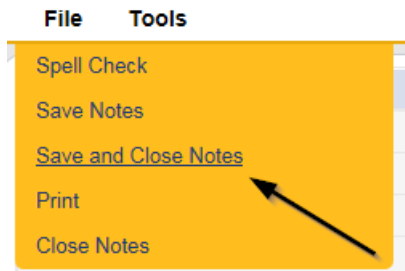 File Tools
Spell Check
Save Notes
Save and Close Notes
Print
Close Notes